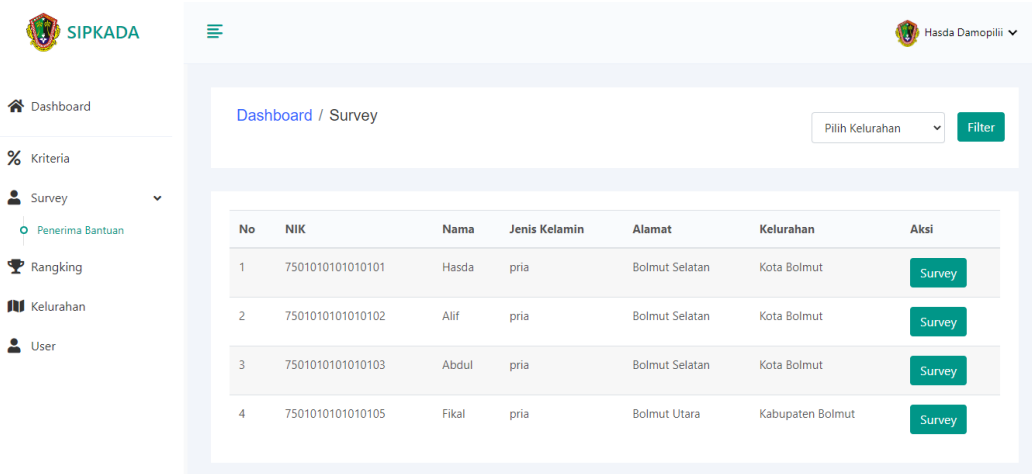 SIPKADA
Hasda Damopilii
Dashboard
Kriteria
Survey
Penerima Bantuan
Rangking
Kelurahan
User
Dashboard / Survey
Pilih Kelurahan Filter
No NIK Nama Jenis Kelamin Alamat Kelurahan Aksi
1 7501010101010101 Hasda pria Bolmut Selatan Kota Bolmut Survey
2 7501010101010102 Alif pria Bolmut Selatan Kota Bolmut Survey
3 7501010101010103 Abdul pria Bolmut Selatan Kota Bolmut Survey
4 7501010101010105 Fikal pria Bolmut Utara Kabupaten Bolmut Survey